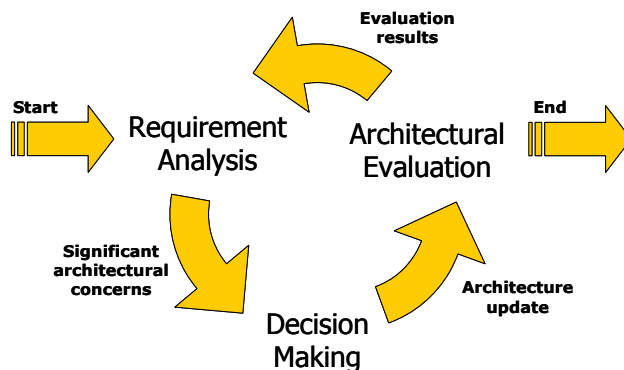 Evaluation
results
Start
End
Requirement
Analysis
Architectural
Evaluation
Significant
architectural
concerns
Architecture
update
Decision
Making